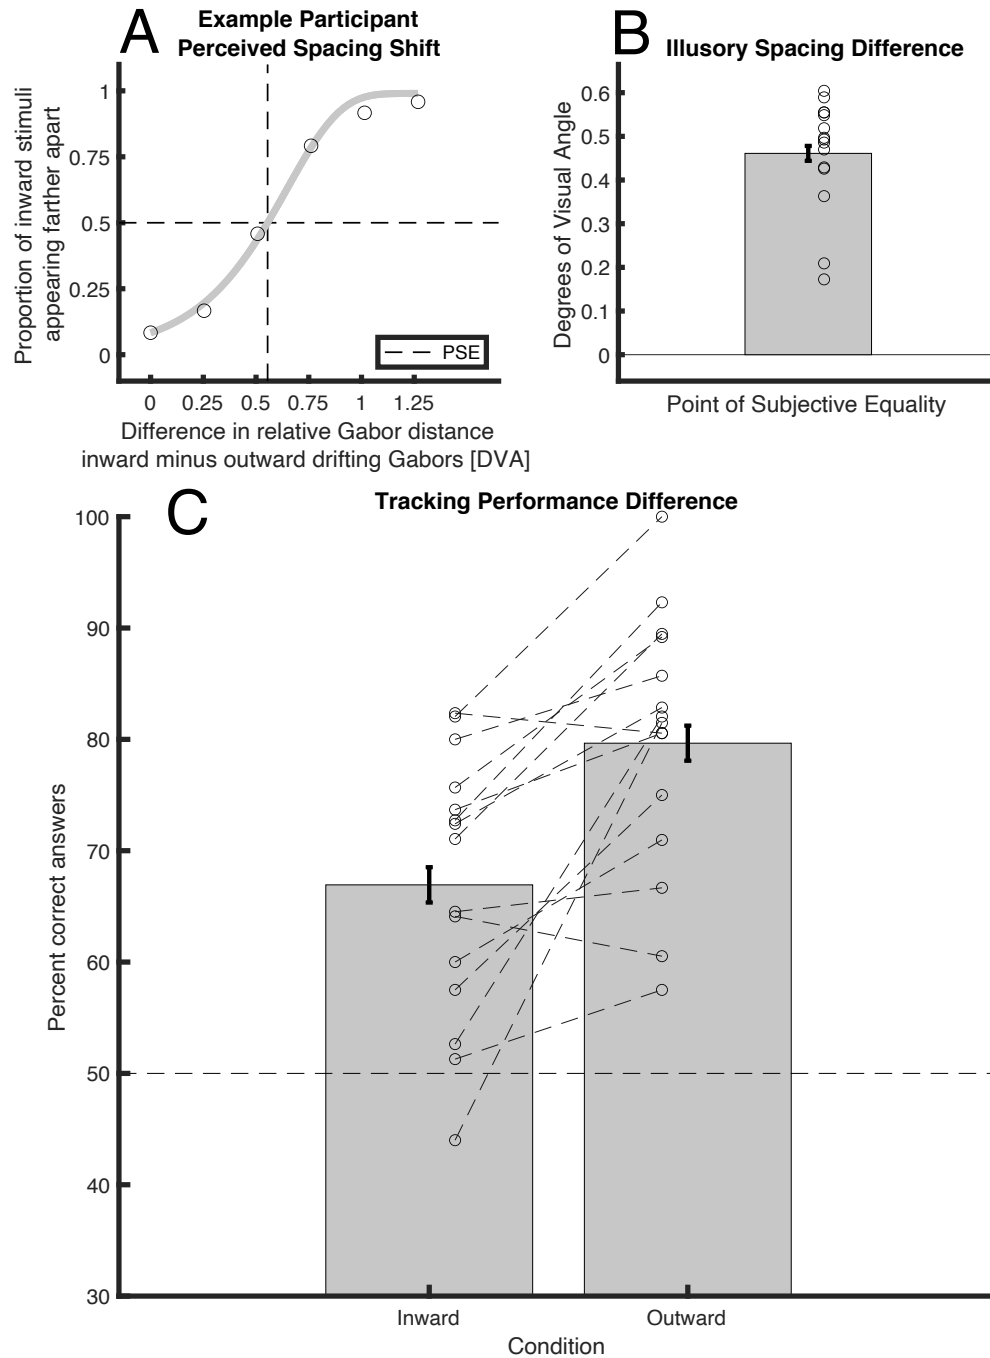 A
Example Participant
Perceived Spacing Shift
Proportion of inward stimuli
appearing farther apart
1
0.75
0.5
0.25
0
PSE
0 0.25 0.5 0.75 1 1.25
Difference in relative Gabor distance
inward minus outward drifting Gabors [DVA]
B
Illusory Spacing Difference
Degrees of Visual Angle
0.6
0.5
0.4
0.3
0.2
0.1
0
Point of Subjective Equality
C
Tracking Performance Difference
Percent correct answers
100
90
80
70
60
50
40
30
Inward Outward
Condition